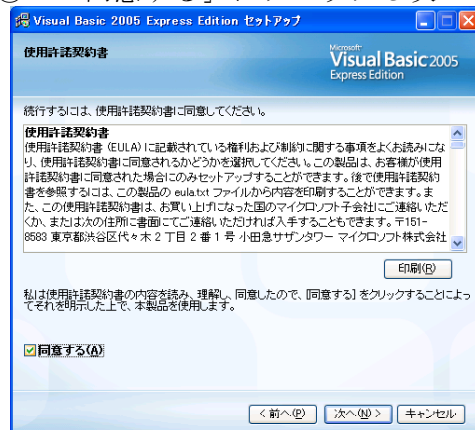 Visual Basic 2005 Express Edition セットアップ
使用許諾契約書
Microsoft
Visual Basic 2005
Express Edition
続行するには、使用許諾契約書に同意してください。
使用許諾契約書
使用許諾契約書 (EULA) に記載されている権利および制約に関する事項をよくお読みにな
り、使用許諾契約書に同意されるかどうかを選択してください。この製品は、お客様が使用
許諾契約書に同意された場合にのみセットアップすることができます。後で使用許諾契約
書を参照するには、この製品の eula.txt ファイルから内容を印刷することができます。ま
た、この使用許諾契約書は、お買い上げになった国のマイクロソフト子会社にご連絡いただ
くか、または次の住所に書面にてご連絡いただければ入手することもできます。〒151-
8583 東京都渋谷区代々木 2 丁目 2 番 1 号 小田急サザンタワー マイクロソフト株式会社
印刷(R)
私は使用許諾契約書の内容を読み、理解し、同意したので、[同意する] をクリックすることによっ
てそれを明示した上で、本製品を使用します。
同意する(A)
< 前へ(P)
次へ(N) >
キャンセル